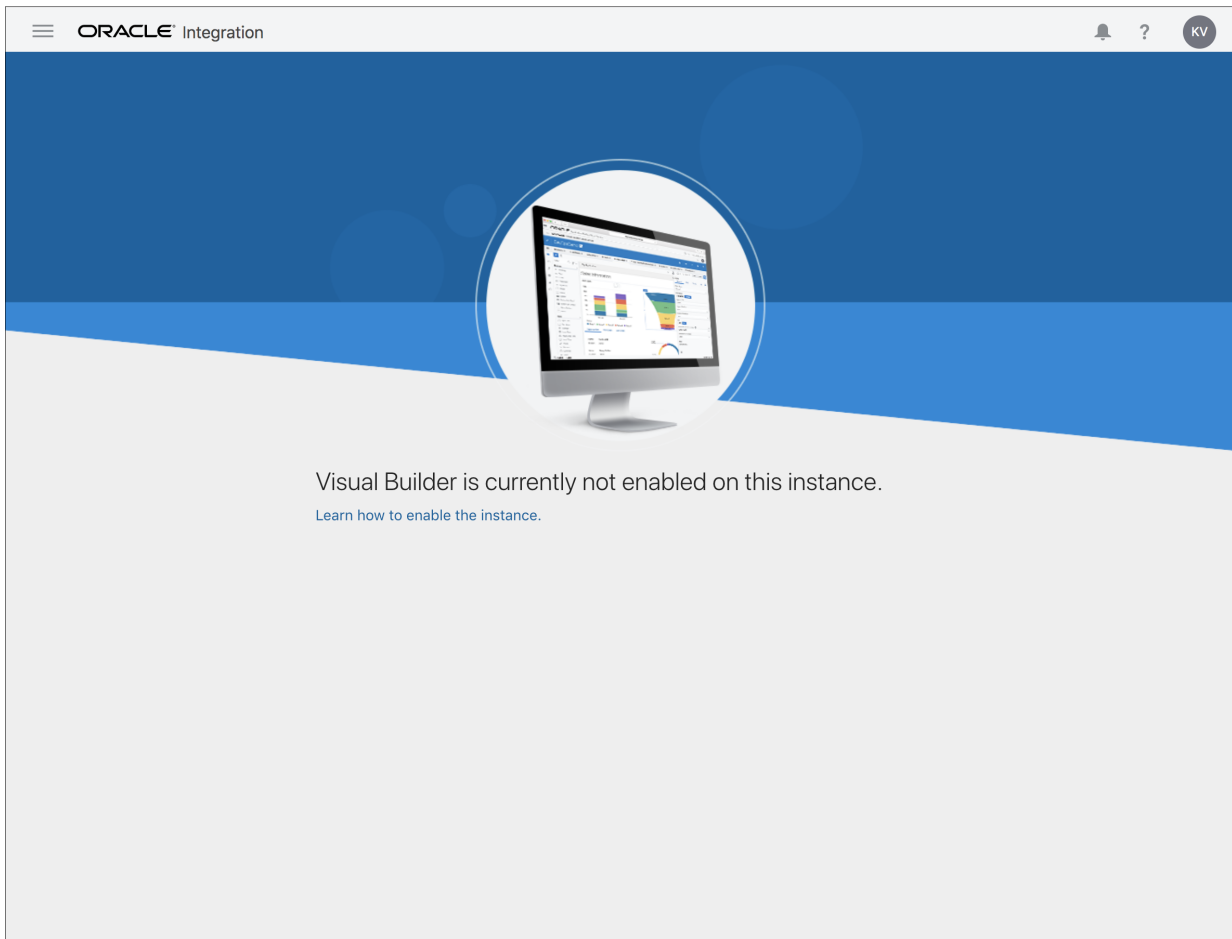 ORACLE® Integration
?
KV
Visual Builder is currently not enabled on this instance.
Learn how to enable the instance.